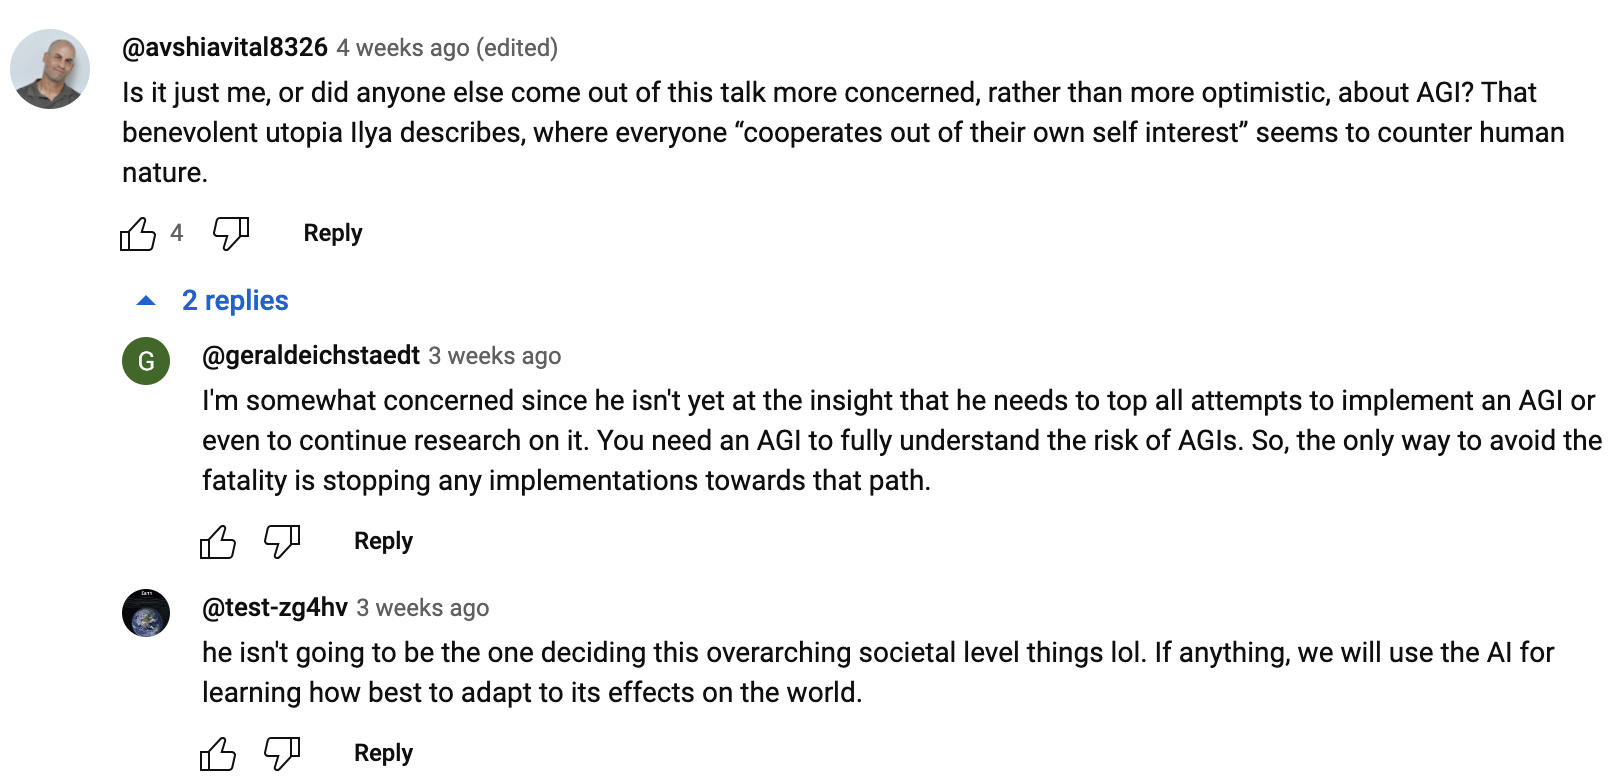 @avshiavital8326 4 weeks ago (edited)
Is it just me, or did anyone else come out of this talk more concerned, rather than more optimistic, about AGI? That
benevolent utopia Ilya describes, where everyone “cooperates out of their own self interest” seems to counter human
nature.
4 Reply
2 replies
G
@geraldeichstaedt 3 weeks ago
I'm somewhat concerned since he isn't yet at the insight that he needs to top all attempts to implement an AGI or
even to continue research on it. You need an AGI to fully understand the risk of AGIs. So, the only way to avoid the
fatality is stopping any implementations towards that path.
Reply
@test-zg4hv 3 weeks ago
he isn't going to be the one deciding this overarching societal level things lol. If anything, we will use the AI for
learning how best to adapt to its effects on the world.
Reply